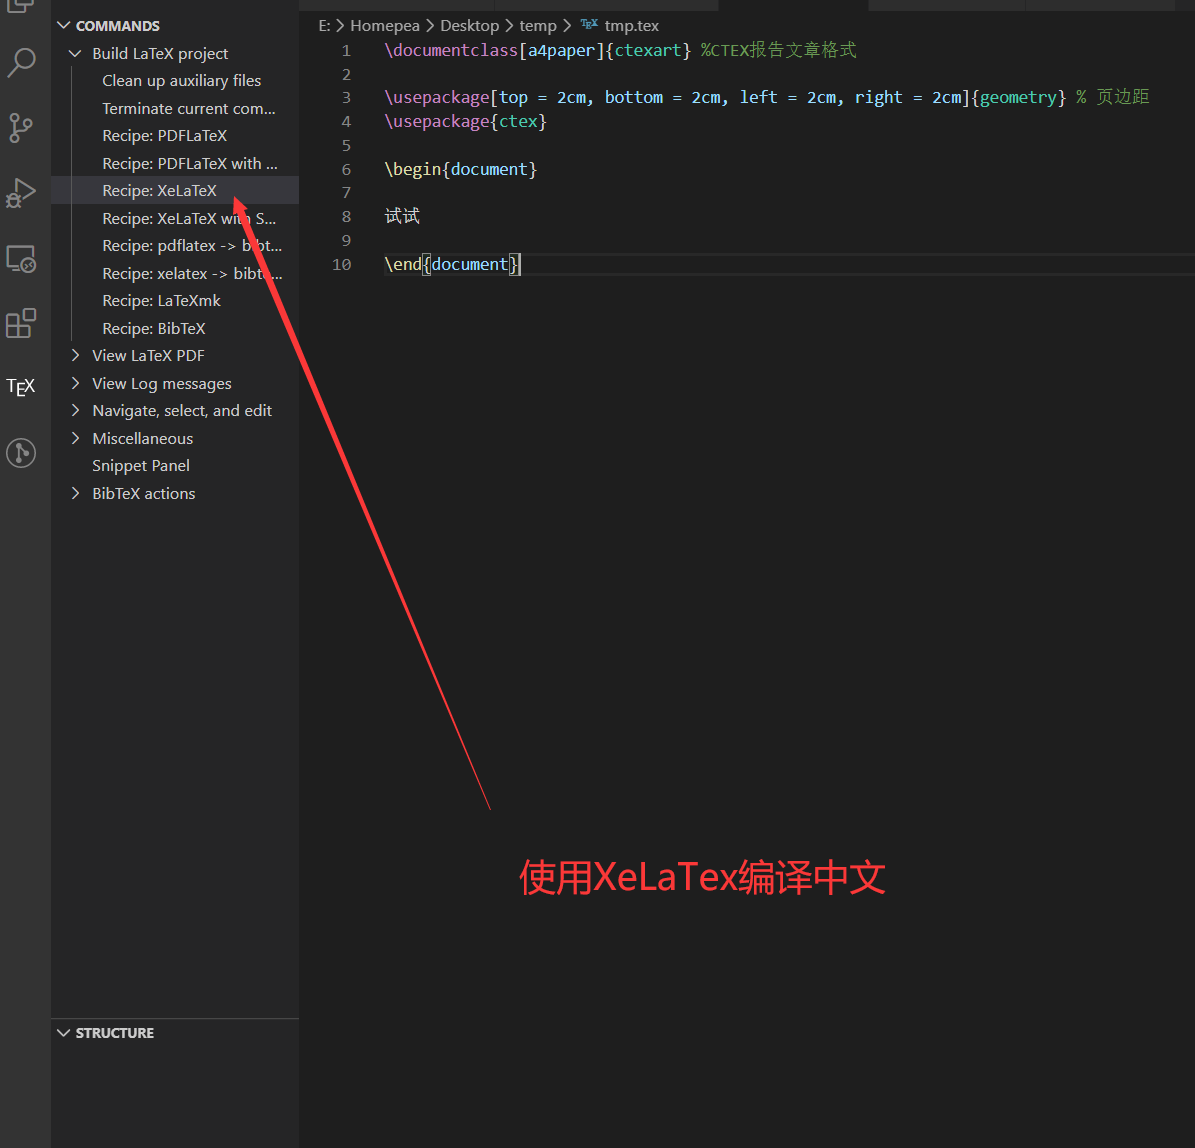 COMMANDS
Build LaTeX project
Clean up auxiliary files
Terminate current com...
Recipe: PDFLaTeX
Recipe: PDFLaTeX with ...
Recipe: XeLaTeX
Recipe: XeLaTeX with S...
Recipe: pdflatex -> bibt...
Recipe: xelatex -> bibte...
Recipe: LaTeXmk
Recipe: BibTeX
View LaTeX PDF
View Log messages
TEX
Navigate, select, and edit
Miscellaneous
Snippet Panel
BibTeX actions
STRUCTURE
E: > Homepea > Desktop > temp > TEX tmp.tex
1 \documentclass[a4paper]{ctexart} %CTEX报告文章格式
2
3 \usepackage[top = 2cm, bottom = 2cm, left = 2cm, right = 2cm]{geometry} % 页边距
4 \usepackage{ctex}
5
6 \begin{document}
7
8 试试
9
10 \end{document}
使用XeLaTex编译中文